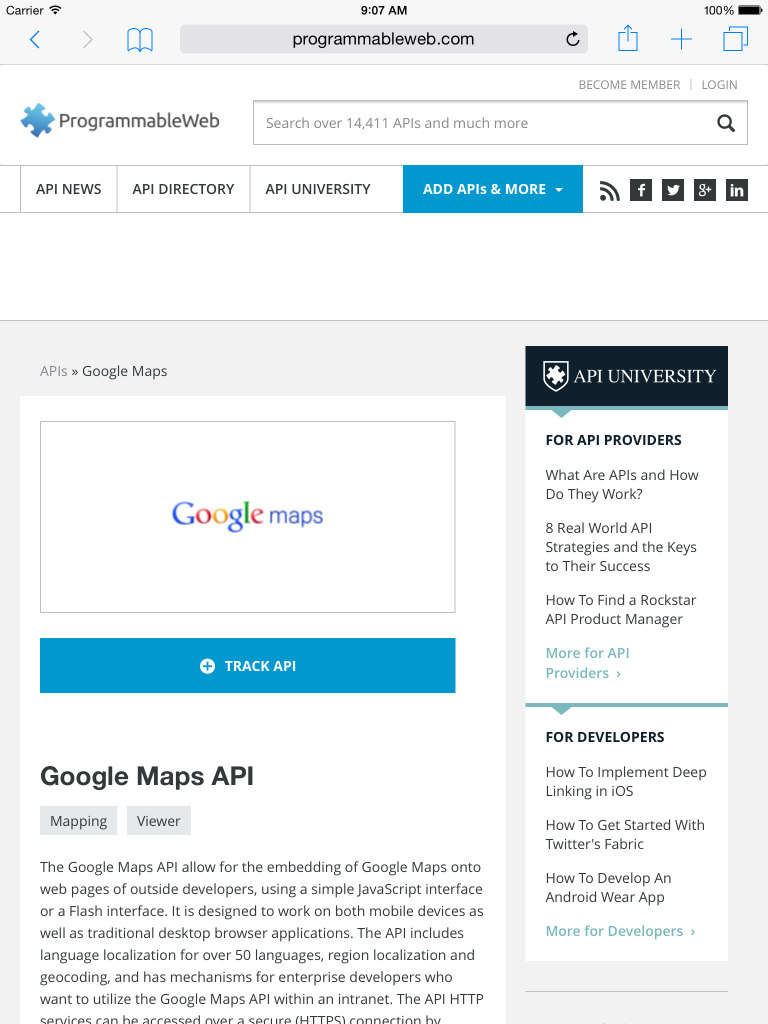 Carrier 9:07 AM 100%
programmableweb.com
BECOME MEMBER | LOGIN
ProgrammableWeb
Search over 14,411 APIs and much more
API NEWS
API DIRECTORY
API UNIVERSITY
ADD APIs & MORE
f
g+
in
APIs » Google Maps
Google maps
TRACK API
Google Maps API
Mapping
Viewer
The Google Maps API allow for the embedding of Google Maps onto
web pages of outside developers, using a simple JavaScript interface
or a Flash interface. It is designed to work on both mobile devices as
well as traditional desktop browser applications. The API includes
language localization for over 50 languages, region localization and
geocoding, and has mechanisms for enterprise developers who
want to utilize the Google Maps API within an intranet. The API HTTP
services can be accessed over a secure (HTTPS) connection by
API UNIVERSITY
FOR API PROVIDERS
What Are APIs and How
Do They Work?
8 Real World API
Strategies and the Keys
to Their Success
How To Find a Rockstar
API Product Manager
More for API
Providers ›
FOR DEVELOPERS
How To Implement Deep
Linking in iOS
How To Get Started With
Twitter's Fabric
How To Develop An
Android Wear App
More for Developers ›